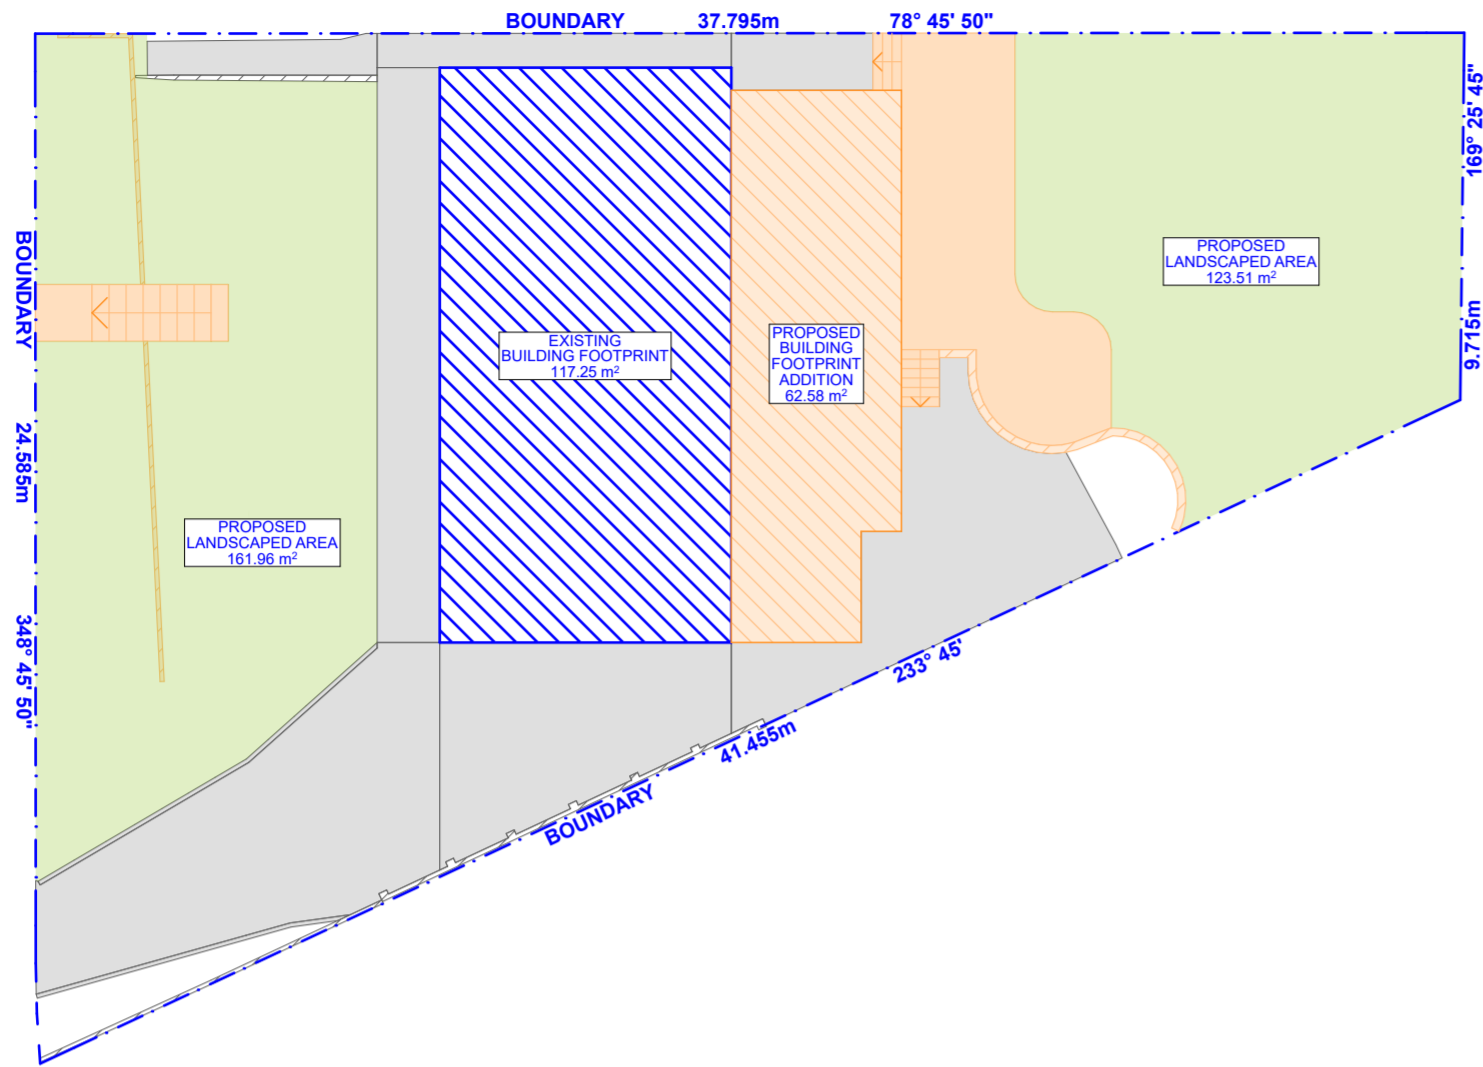 BOUNDARY 37.795m 78° 45' 50"
169° 25' 45"
9.715m
BOUNDARY
24.585m
348° 45' 50"
PROPOSED
LANDSCAPED AREA
123.51 m²
EXISTING
BUILDING FOOTPRINT
117.25 m²
PROPOSED
BUILDING
FOOTPRINT
ADDITION
62.58 m²
PROPOSED
LANDSCAPED AREA
161.96 m²
BOUNDARY
41.455m
233° 45'